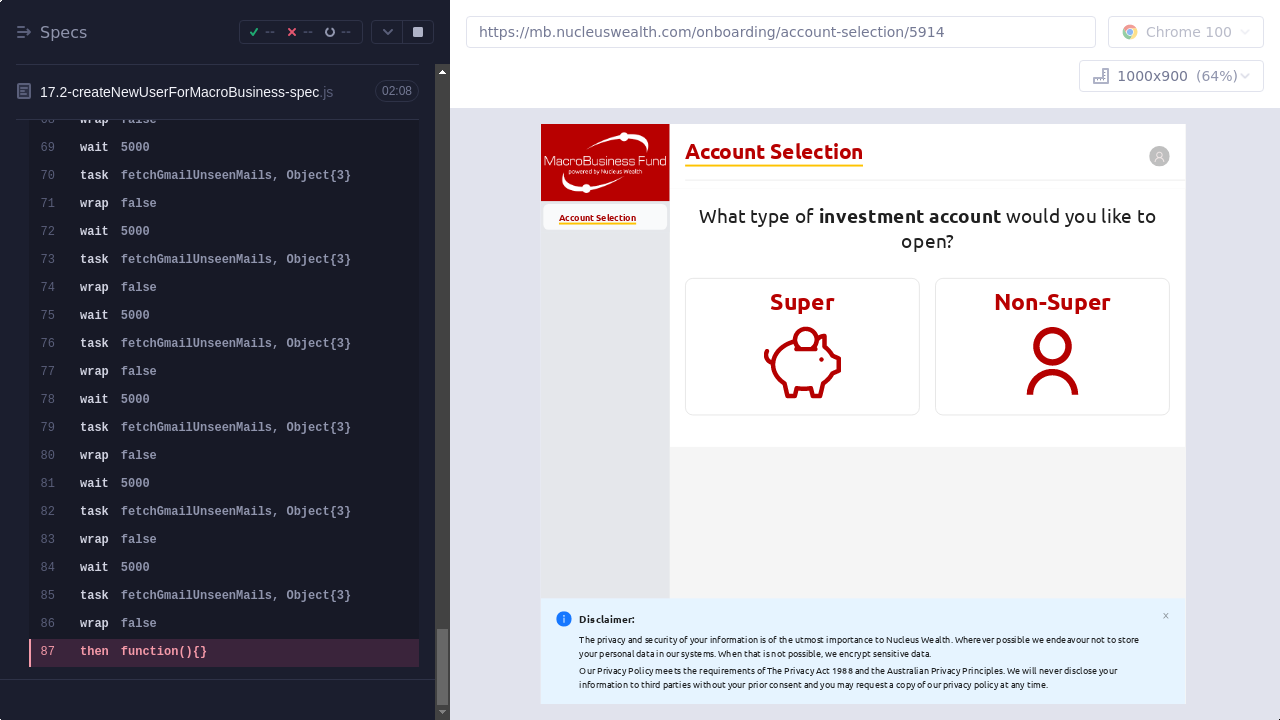 Specs
--
--
--
https://mb.nucleuswealth.com/onboarding/account-selection/5914
Chrome 100
1000x900 (64%)
17.2-createNewUserForMacroBusiness-spec.js
02:08
68 wrap false
69 wait 5000
70 task fetchGmailUnseenMails, Object{3}
71 wrap false
72 wait 5000
73 task fetchGmailUnseenMails, Object{3}
74 wrap false
75 wait 5000
76 task fetchGmailUnseenMails, Object{3}
77 wrap false
78 wait 5000
79 task fetchGmailUnseenMails, Object{3}
80 wrap false
81 wait 5000
82 task fetchGmailUnseenMails, Object{3}
83 wrap false
84 wait 5000
85 task fetchGmailUnseenMails, Object{3}
86 wrap false
87 then function(){}
MacroBusiness Fund
powered by Nucleus Wealth
Account Selection
Account Selection
What type of investment account would you like to
open?
Super
Non-Super
Disclaimer:
The privacy and security of your information is of the utmost importance to Nucleus Wealth. Wherever possible we endeavour not to store
your personal data in our systems. When that is not possible, we encrypt sensitive data.
Our Privacy Policy meets the requirements of The Privacy Act 1988 and the Australian Privacy Principles. We will never disclose your
information to third parties without your prior consent and you may request a copy of our privacy policy at any time.